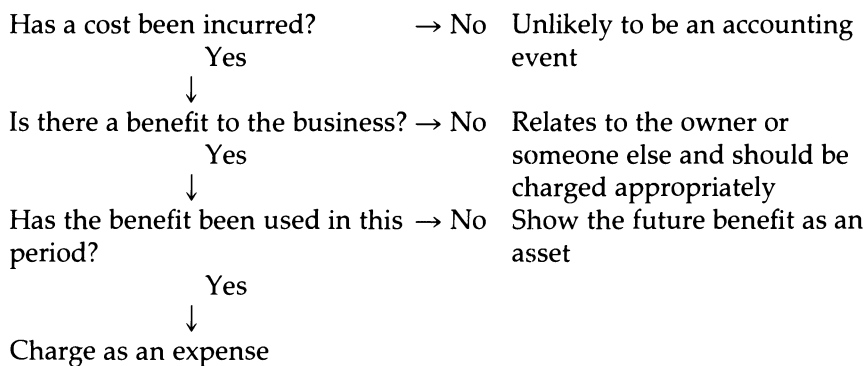 Has a cost been incurred? → No Unlikely to be an accounting
Yes event
↓
Is there a benefit to the business? → No Relates to the owner or
Yes someone else and should be
↓ charged appropriately
Has the benefit been used in this → No Show the future benefit as an
period? asset
Yes
↓
Charge as an expense